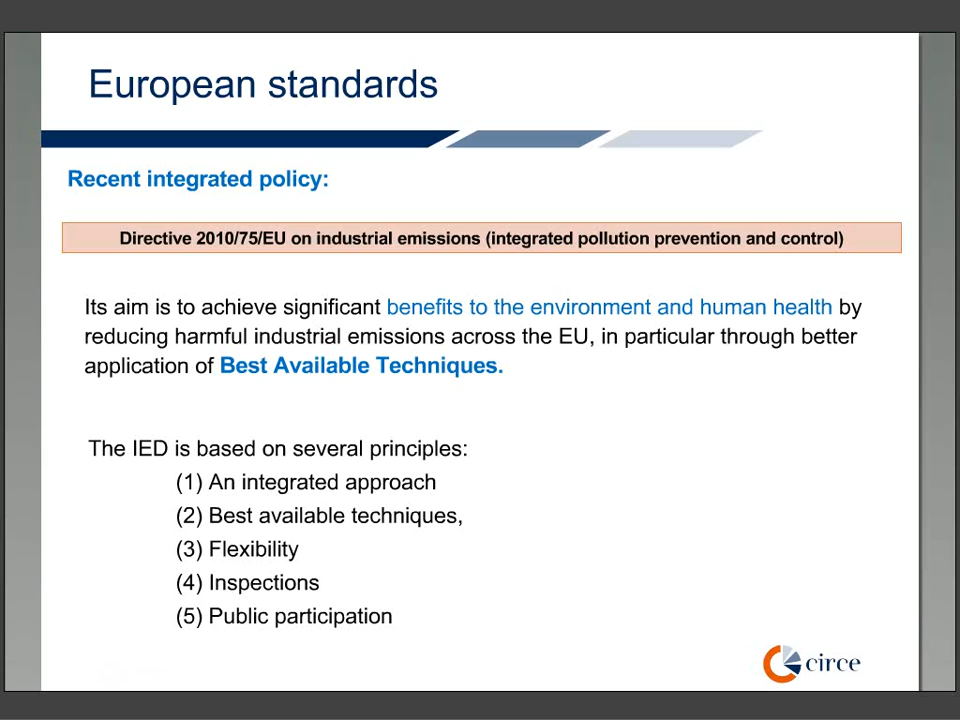 European standards
Recent integrated policy:
Directive 2010/75/EU on industrial emissions (integrated pollution prevention and control)
Its aim is to achieve significant benefits to the environment and human health by
reducing harmful industrial emissions across the EU, in particular through better
application of Best Available Techniques.
The IED is based on several principles:
(1) An integrated approach
(2) Best available techniques,
(3) Flexibility
(4) Inspections
(5) Public participation
circe